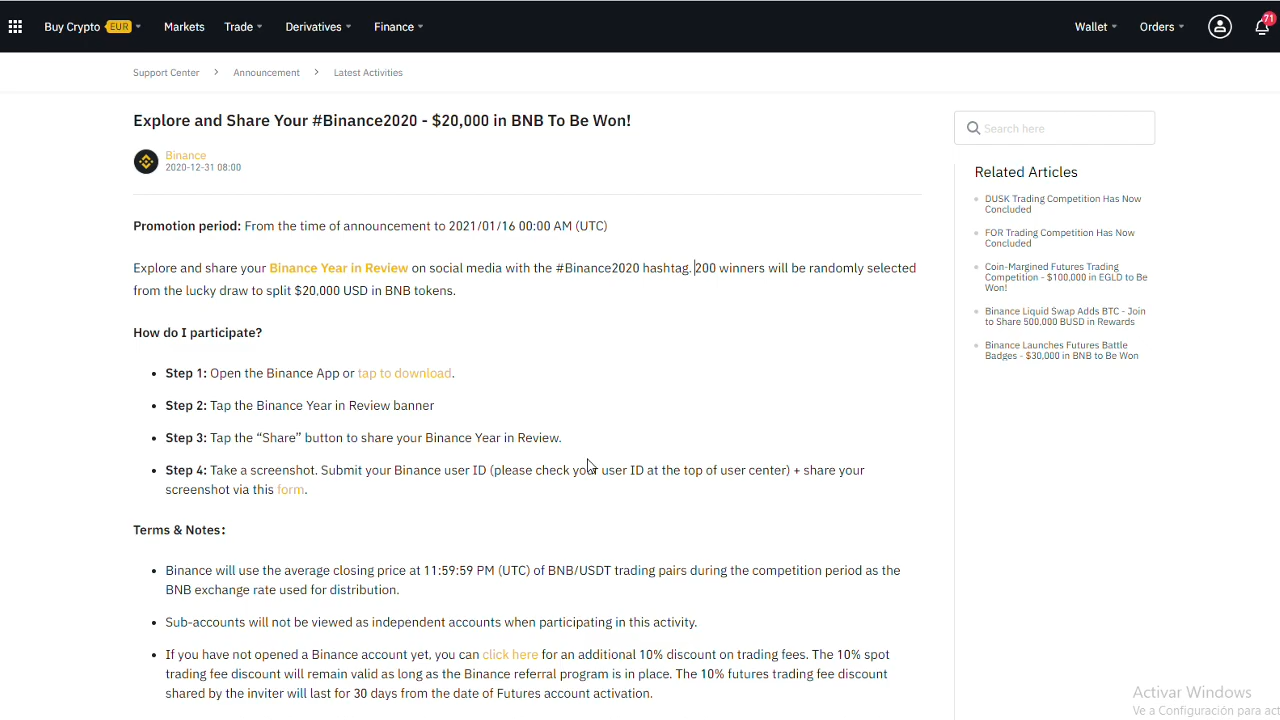 Buy Crypto EUR Markets Trade Derivatives Finance Wallet Orders 71
Support Center > Announcement > Latest Activities
Explore and Share Your #Binance2020 - $20,000 in BNB To Be Won!
Binance
2020-12-31 08:00
Promotion period: From the time of announcement to 2021/01/16 00:00 AM (UTC)
Explore and share your Binance Year in Review on social media with the #Binance2020 hashtag. 200 winners will be randomly selected
from the lucky draw to split $20,000 USD in BNB tokens.
How do I participate?
• Step 1: Open the Binance App or tap to download.
• Step 2: Tap the Binance Year in Review banner
• Step 3: Tap the “Share” button to share your Binance Year in Review.
• Step 4: Take a screenshot. Submit your Binance user ID (please check your user ID at the top of user center) + share your
screenshot via this form.
Terms & Notes:
• Binance will use the average closing price at 11:59:59 PM (UTC) of BNB/USDT trading pairs during the competition period as the
BNB exchange rate used for distribution.
• Sub-accounts will not be viewed as independent accounts when participating in this activity.
• If you have not opened a Binance account yet, you can click here for an additional 10% discount on trading fees. The 10% spot
trading fee discount will remain valid as long as the Binance referral program is in place. The 10% futures trading fee discount
shared by the inviter will last for 30 days from the date of Futures account activation.
Search here
Related Articles
DUSK Trading Competition Has Now
Concluded
FOR Trading Competition Has Now
Concluded
Coin-Margined Futures Trading
Competition - $100,000 in EGLD to Be
Won!
Binance Liquid Swap Adds BTC - Join
to Share 500,000 BUSD in Rewards
Binance Launches Futures Battle
Badges - $30,000 in BNB to Be Won
Activar Windows
Ve a Configuración para act